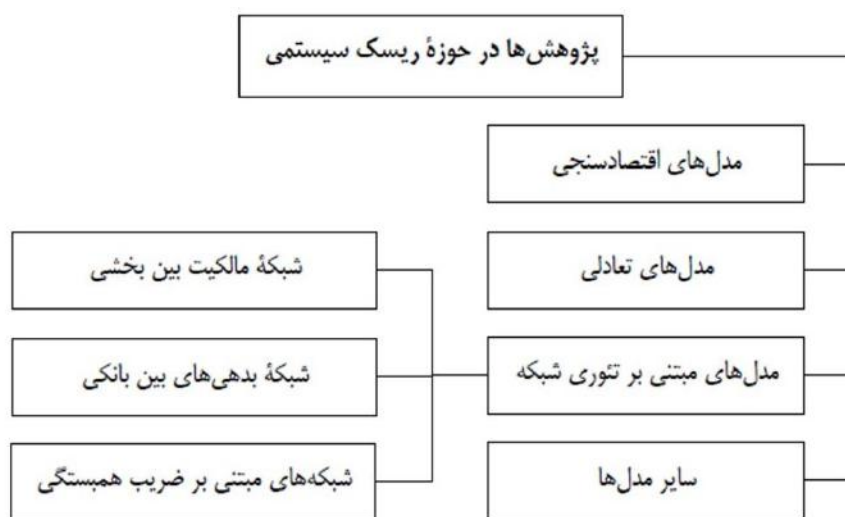 پژوهش‌ها در حوزهٔ ریسک سیستمی
مدل‌های اقتصادسنجی
مدل‌های تعادلی
مدل‌های مبتنی بر تئوری شبکه
سایر مدل‌ها
شبکهٔ مالکیت بین بخشی
شبکهٔ بدهی‌های بین بانکی
شبکه‌های مبتنی بر ضریب همبستگی